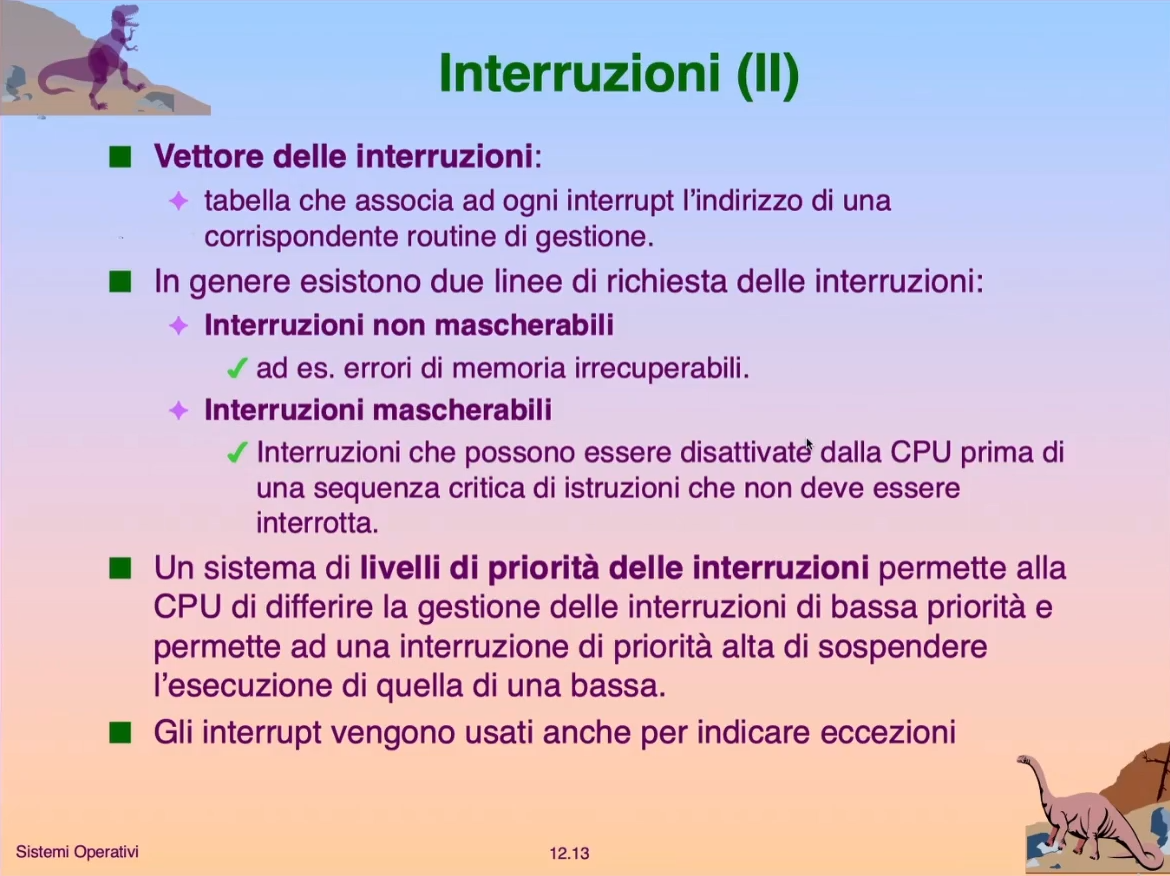 Interruzioni (II)
Vettore delle interruzioni:
tabella che associa ad ogni interrupt l'indirizzo di una
corrispondente routine di gestione.
In genere esistono due linee di richiesta delle interruzioni:
Interruzioni non mascherabili
ad es. errori di memoria irrecuperabili.
Interruzioni mascherabili
Interruzioni che possono essere disattivate dalla CPU prima di
una sequenza critica di istruzioni che non deve essere
interrotta.
Un sistema di livelli di priorità delle interruzioni permette alla
CPU di differire la gestione delle interruzioni di bassa priorità e
permette ad una interruzione di priorità alta di sospendere
l'esecuzione di quella di una bassa.
Gli interrupt vengono usati anche per indicare eccezioni
Sistemi Operativi
12.13